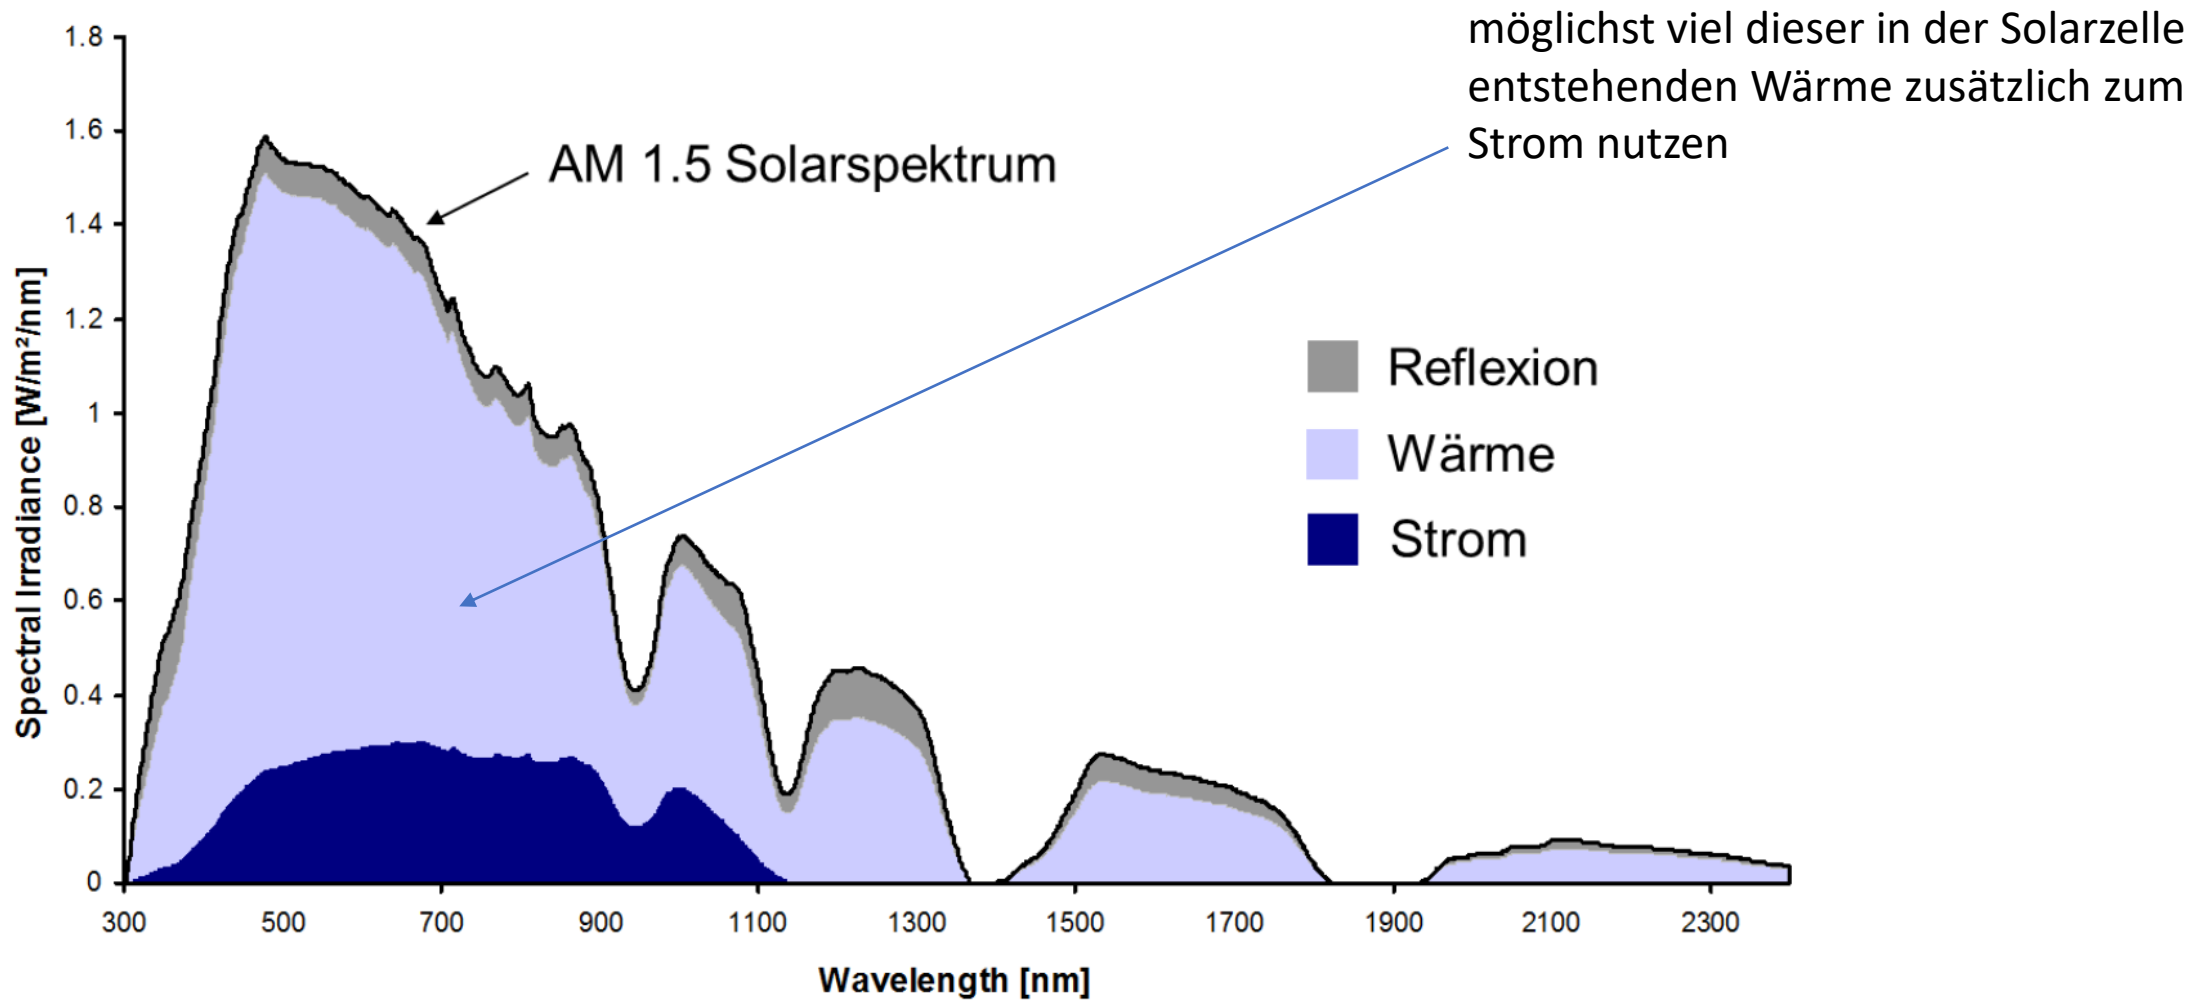 möglichst viel dieser in der Solarzelle
entstehenden Wärme zusätzlich zum
Strom nutzen
AM 1.5 Solarspektrum
Reflexion
Wärme
Strom
Spectral Irradiance [W/m²/nm]
1.8
1.6
1.4
1.2
1
0.8
0.6
0.4
0.2
0
300 500 700 900 1100 1300 1500 1700 1900 2100 2300
Wavelength [nm]